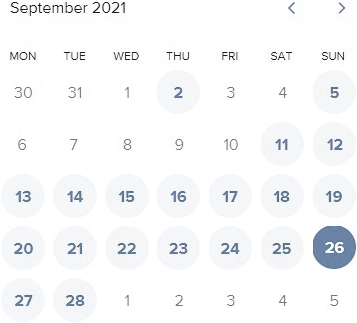 September 2021
MON TUE WED THU FRI SAT SUN
30 31 1 2 3 4 5
6 7 8 9 10 11 12
13 14 15 16 17 18 19
20 21 22 23 24 25 26
27 28 1 2 3 4 5